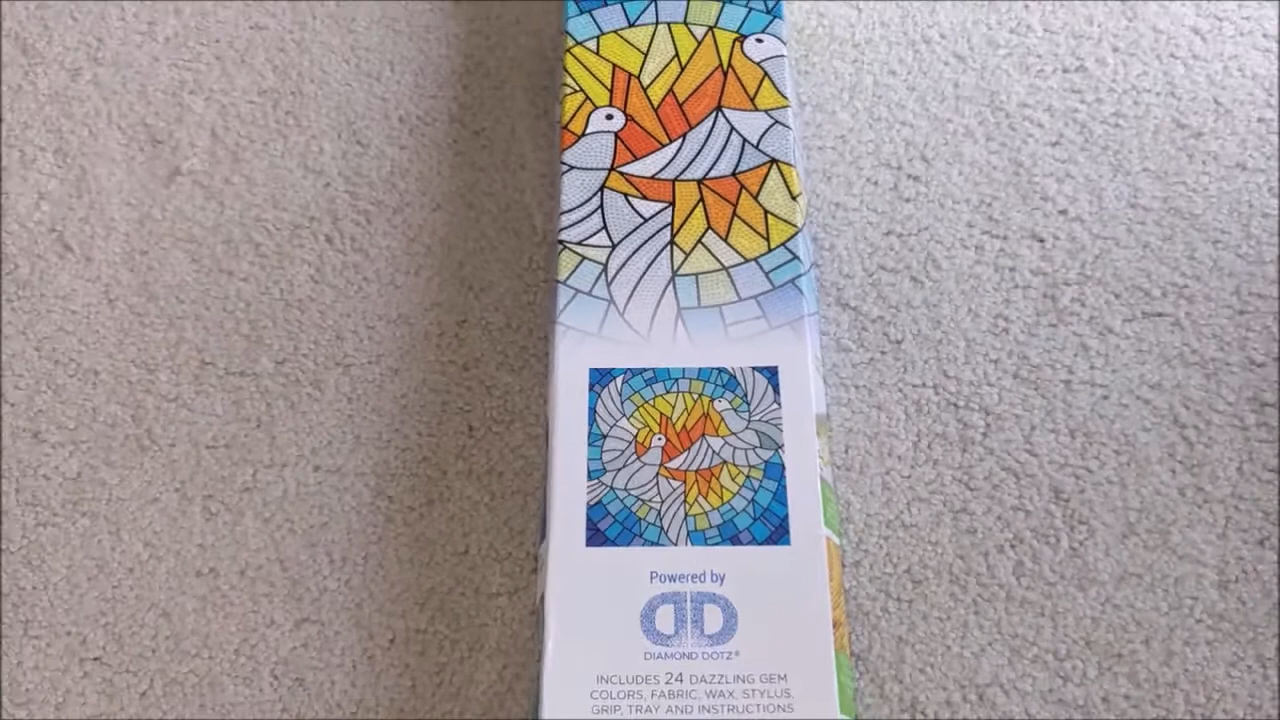 Powered by
DD
DIAMOND DOTZ®
INCLUDES 24 DAZZLING GEM
COLORS, FABRIC, WAX, STYLUS,
GRIP, TRAY AND INSTRUCTIONS